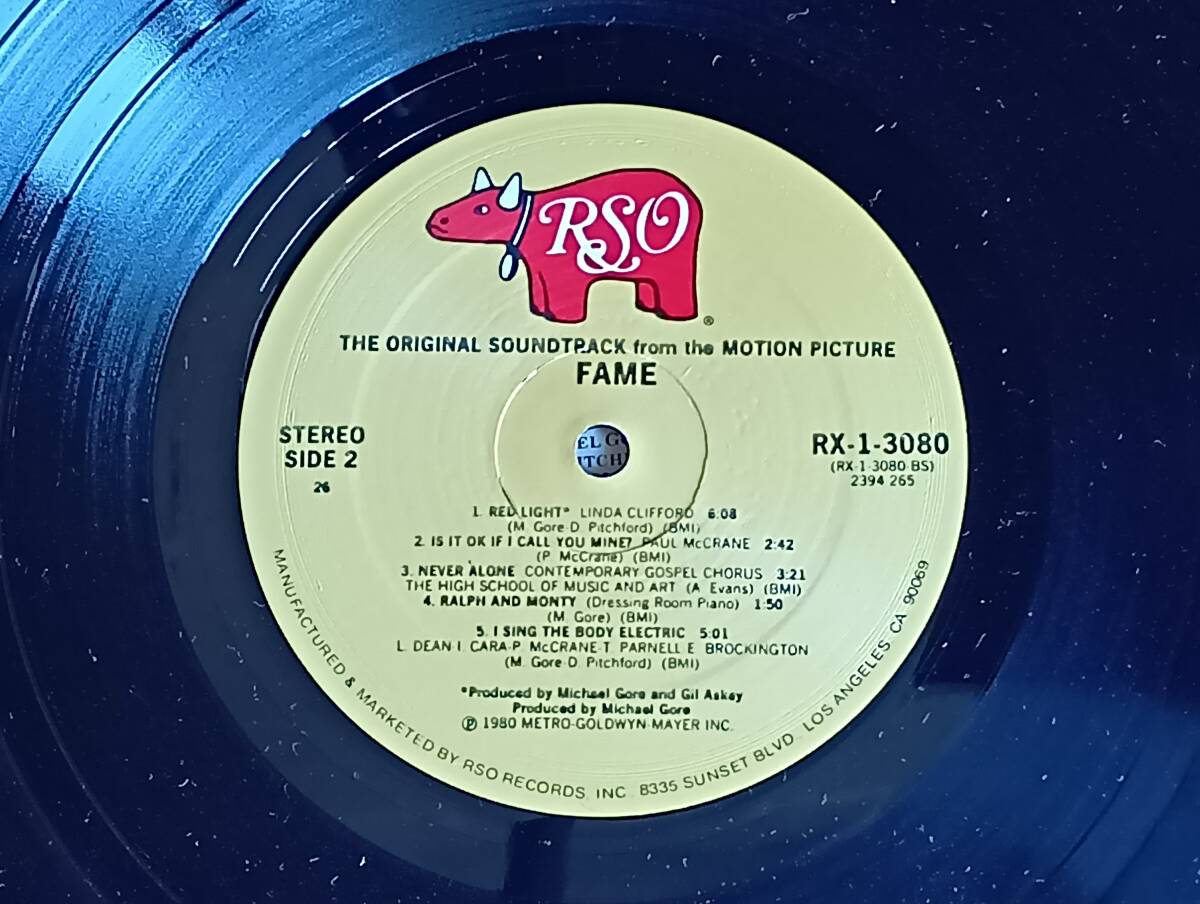 RSO
®
THE ORIGINAL SOUNDTRACK from the MOTION PICTURE
FAME
STEREO
SIDE 2
26
RX-1-3080
(RX-1-3080-BS)
2394 265
EL G
ITCH
1. RED LIGHT* LINDA CLIFFORD 6:08
(M. Gore-D. Pitchford) (BMI)
2. IS IT OK IF I CALL YOU MINE? PAUL McCRANE 2:42
(P. McCrane) (BMI)
3. NEVER ALONE CONTEMPORARY GOSPEL CHORUS 3:21
THE HIGH SCHOOL OF MUSIC AND ART (A. Evans) (BMI)
4. RALPH AND MONTY (Dressing Room Piano) 1:50
(M. Gore) (BMI)
5. I SING THE BODY ELECTRIC 5:01
L. DEAN-I. CARA-P. McCRANE-T. PARNELL-E. BROCKINGTON
(M. Gore-D. Pitchford) (BMI)
*Produced by Michael Gore and Gil Askey
Produced by Michael Gore
℗ 1980 METRO-GOLDWYN-MAYER INC.
MANUFACTURED & MARKETED BY RSO RECORDS, INC. 8335 SUNSET BLVD. LOS ANGELES, CA 90069